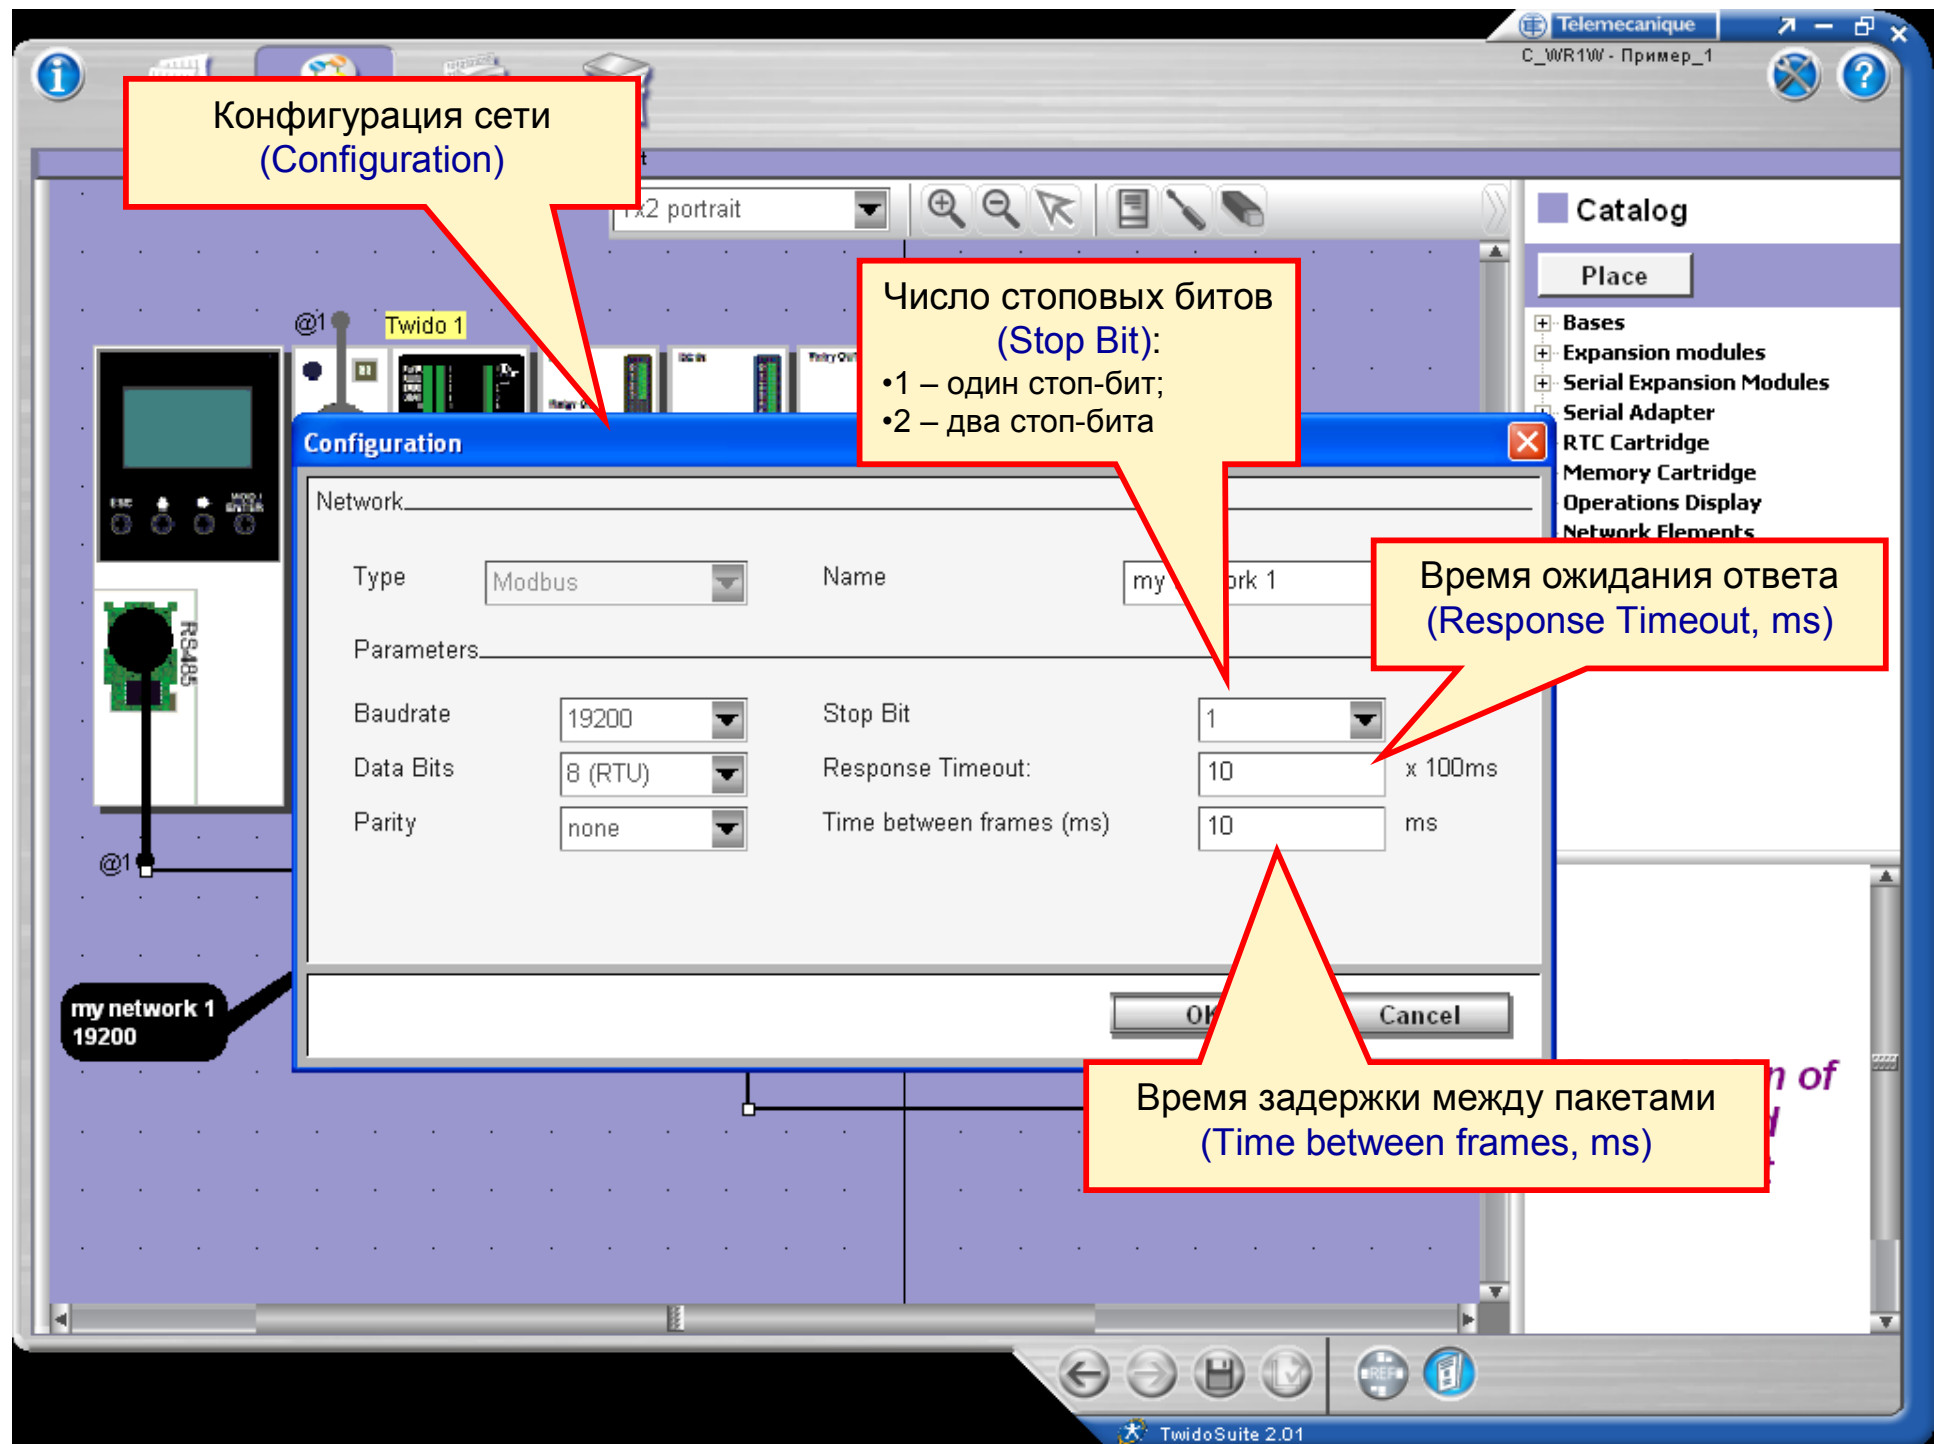 Telemecanique
C_WR1W - Пример_1
Конфигурация сети
(Configuration)
1x2 portrait
Catalog
Place
Bases
Expansion modules
Serial Expansion Modules
Serial Adapter
RTC Cartridge
Memory Cartridge
Operations Display
Network Elements
Число стоповых битов
(Stop Bit):
•1 – один стоп-бит;
•2 – два стоп-бита
@1
Twido 1
RS485
@1
my network 1
19200
Configuration
Network
Type
Modbus
Name
my
ork 1
Время ожидания ответа
(Response Timeout, ms)
Parameters
Baudrate
19200
Stop Bit
1
Data Bits
8 (RTU)
Response Timeout:
10
x 100ms
Parity
none
Time between frames (ms)
10
ms
OK
Cancel
Время задержки между пакетами
(Time between frames, ms)
n of
TwidoSuite 2.01